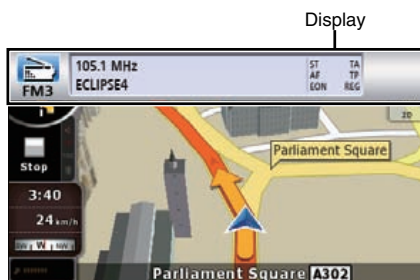 Display
105.1 MHz
ECLIPSE4
ST TA
AF TP
EON REG
FM3
2D
Parliament Square
Stop
3:40
24 km/h
W
Parliament Square A302